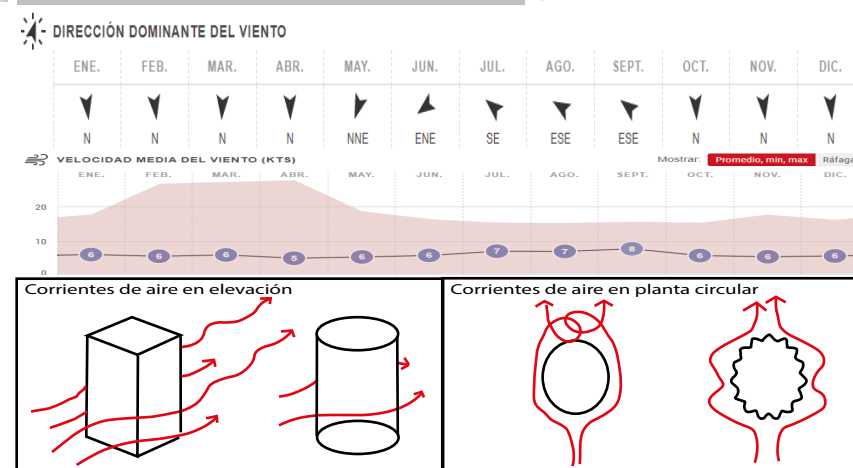 DIRECCIÓN DOMINANTE DEL VIENTO
ENE. FEB. MAR. ABR. MAY. JUN. JUL. AGO. SEPT. OCT. NOV. DIC.
N N N N NNE ENE SE ESE ESE N N N
VELOCIDAD MEDIA DEL VIENTO (KTS) Mostrar: Promedio, min, max Ráfaga
ENE. FEB. MAR. ABR. MAY. JUN. JUL. AGO. SEPT. OCT. NOV. DIC.
20
10
6 6 6 5 6 6 7 7 8 6 6 6
0
Corrientes de aire en elevación
Corrientes de aire en planta circular